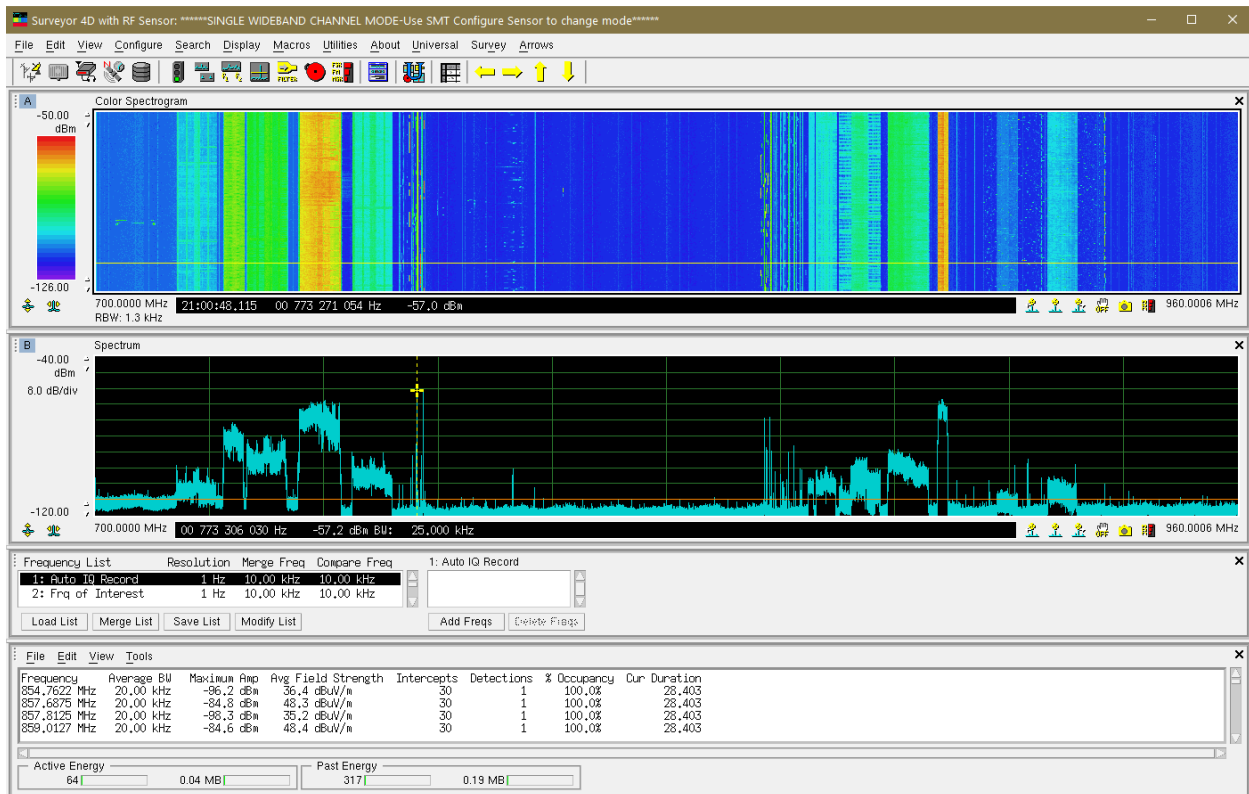 Surveyor 4D with RF Sensor: ******SINGLE WIDEBAND CHANNEL MODE-Use SMT Configure Sensor to change mode******
File Edit View Configure Search Display Macros Utilities About Universal Survey Arrows
FILTER
A Color Spectrogram
-50.00
dBm
-126.00
700.0000 MHz 21:00:48.115 00 773 271 054 Hz -57.0 dBm OFF 960.0006 MHz
RBW: 1.3 kHz
B Spectrum
-40.00
dBm
8.0 dB/div
-120.00
700.0000 MHz 00 773 306 030 Hz -57.2 dBm BW: 25.000 kHz OFF 960.0006 MHz
Frequency List Resolution Merge Freq Compare Freq 1: Auto IQ Record
1: Auto IQ Record 1 Hz 10.00 kHz 10.00 kHz
2: Frq of Interest 1 Hz 10.00 kHz 10.00 kHz
Load List Merge List Save List Modify List Add Freqs Delete Freqs
File Edit View Tools
Frequency Average BW Maximum Amp Avg Field Strength Intercepts Detections % Occupancy Cur Duration
854.7622 MHz 20.00 kHz -96.2 dBm 36.4 dBuV/m 30 1 100.0% 28.403
857.6875 MHz 20.00 kHz -84.8 dBm 48.3 dBuV/m 30 1 100.0% 28.403
857.8125 MHz 20.00 kHz -98.3 dBm 35.2 dBuV/m 30 1 100.0% 28.403
859.0127 MHz 20.00 kHz -84.6 dBm 48.4 dBuV/m 30 1 100.0% 28.403
Active Energy Past Energy
64 0.04 MB 317 0.19 MB